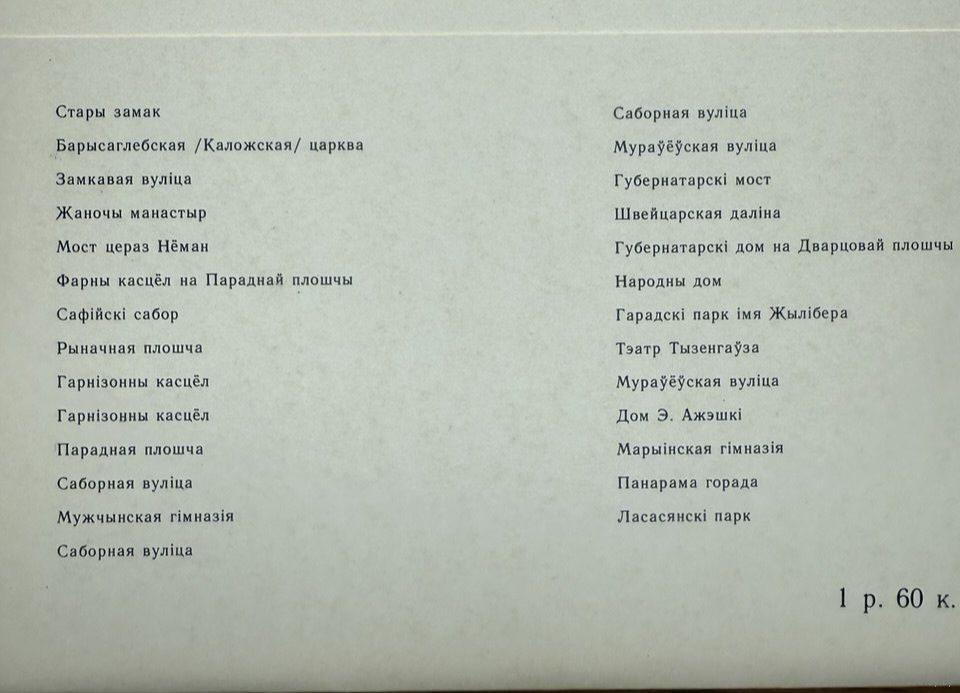 Стары замак
Барысаглебская /Каложская/ царква
Замкавая вуліца
Жаночы манастыр
Мост цераз Нёман
Фарны касцёл на Параднай плошчы
Сафійскі сабор
Рыначная плошча
Гарнізонны касцёл
Гарнізонны касцёл
Парадная плошча
Саборная вуліца
Мужчынская гімназія
Саборная вуліца
Саборная вуліца
Мураўёўская вуліца
Губернатарскі мост
Швейцарская даліна
Губернатарскі дом на Дварцовай плошчы
Народны дом
Гарадскі парк імя Жылібера
Тэатр Тызенгаўза
Мураўёўская вуліца
Дом Э. Ажэшкі
Марыінская гімназія
Панарама горада
Ласасянскі парк
1 р. 60 к.